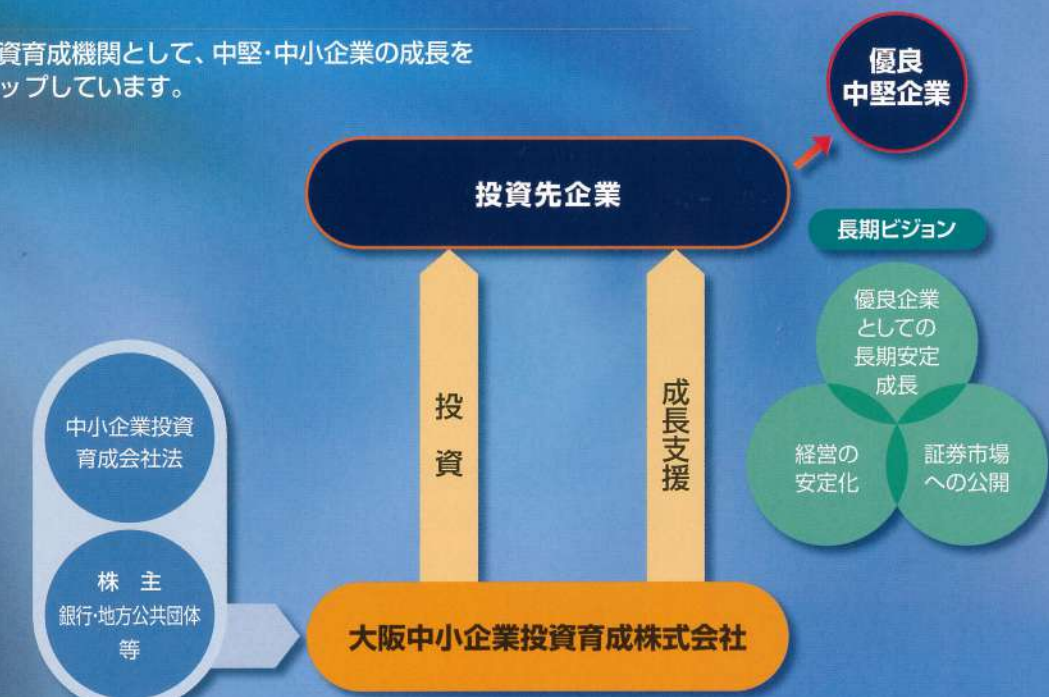 資育成機関として、中堅・中小企業の成長を
ップしています。
優良
中堅企業
投資先企業
長期ビジョン
優良企業
としての
長期安定
成長
経営の
安定化
証券市場
への公開
投資
成長支援
中小企業投資
育成会社法
株主
銀行・地方公共団体
等
大阪中小企業投資育成株式会社